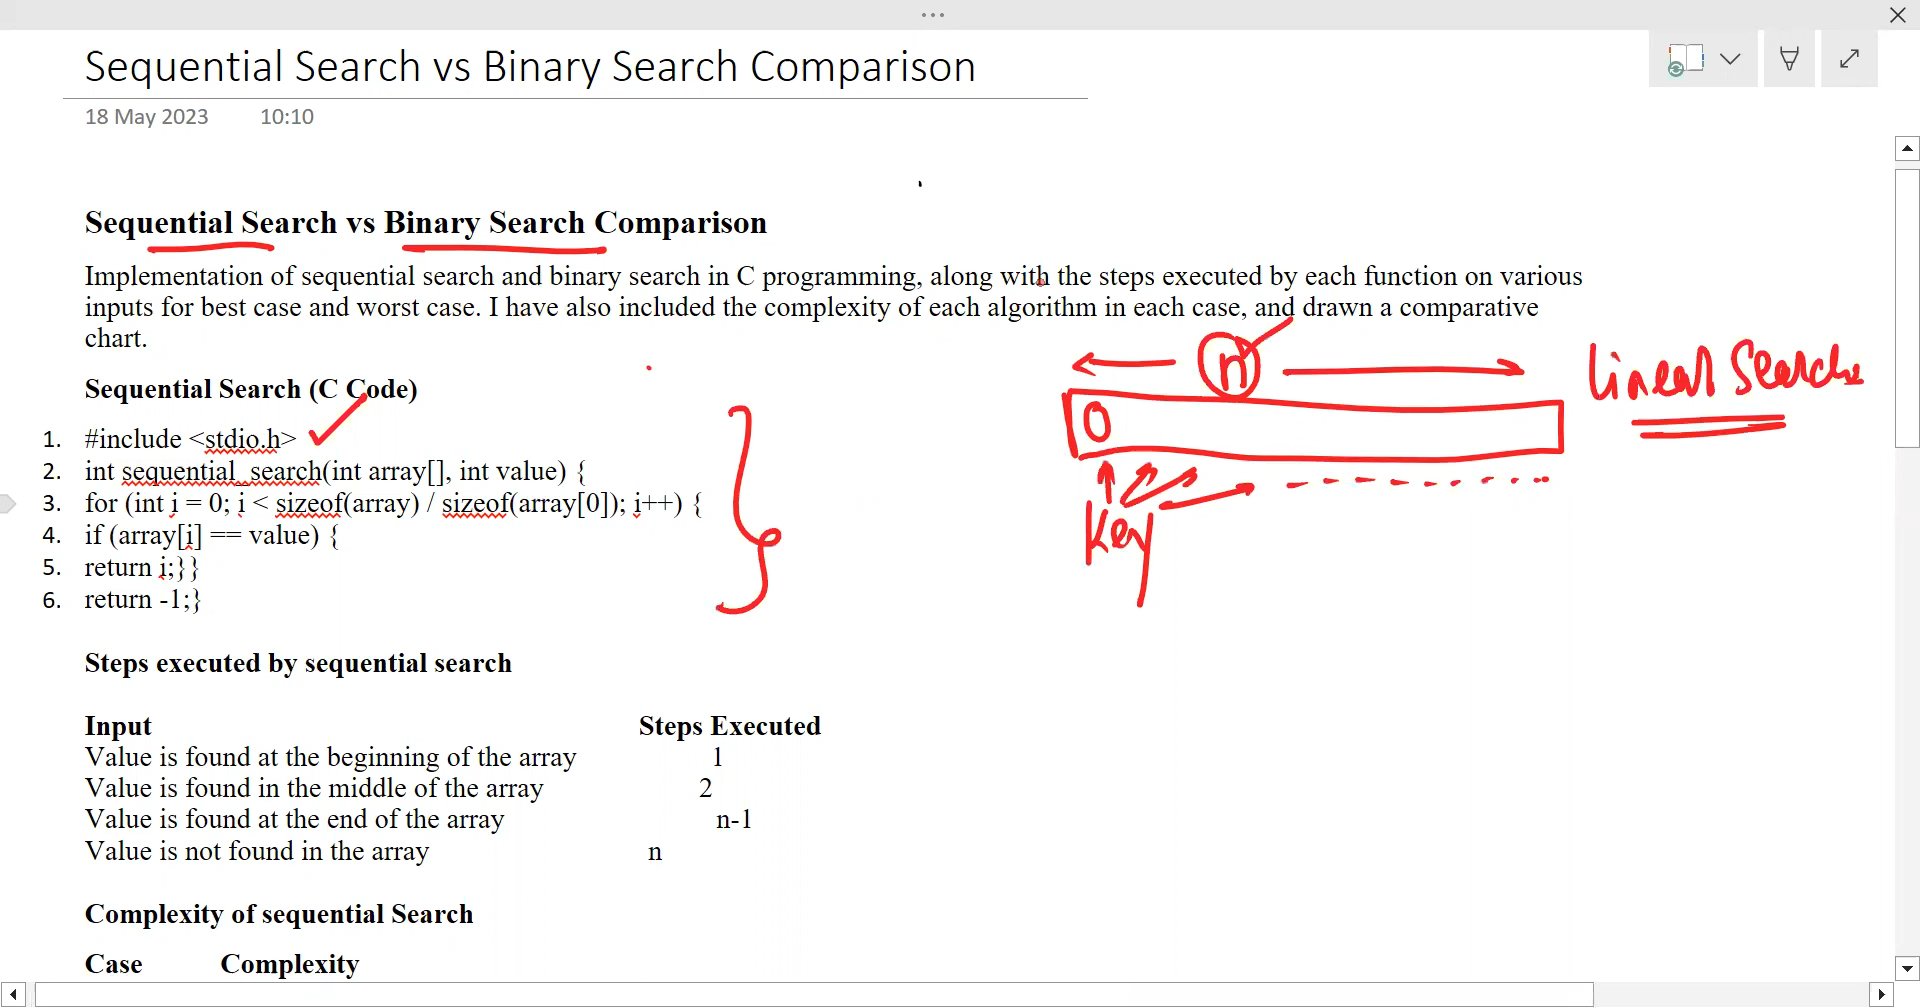 Sequential Search vs Binary Search Comparison
18 May 2023 10:10
Sequential Search vs Binary Search Comparison
Implementation of sequential search and binary search in C programming, along with the steps executed by each function on various
inputs for best case and worst case. I have also included the complexity of each algorithm in each case, and drawn a comparative
chart.
n
Linear Search
Sequential Search (C Code)
0
1. #include <stdio.h>
2. int sequential_search(int array[], int value) {
3. for (int i = 0; i < sizeof(array) / sizeof(array[0]); i++) {
4. if (array[i] == value) {
Key
5. return i;}}
6. return -1;}
Steps executed by sequential search
Input Steps Executed
Value is found at the beginning of the array 1
Value is found in the middle of the array 2
Value is found at the end of the array n-1
Value is not found in the array n
Complexity of sequential Search
Case Complexity